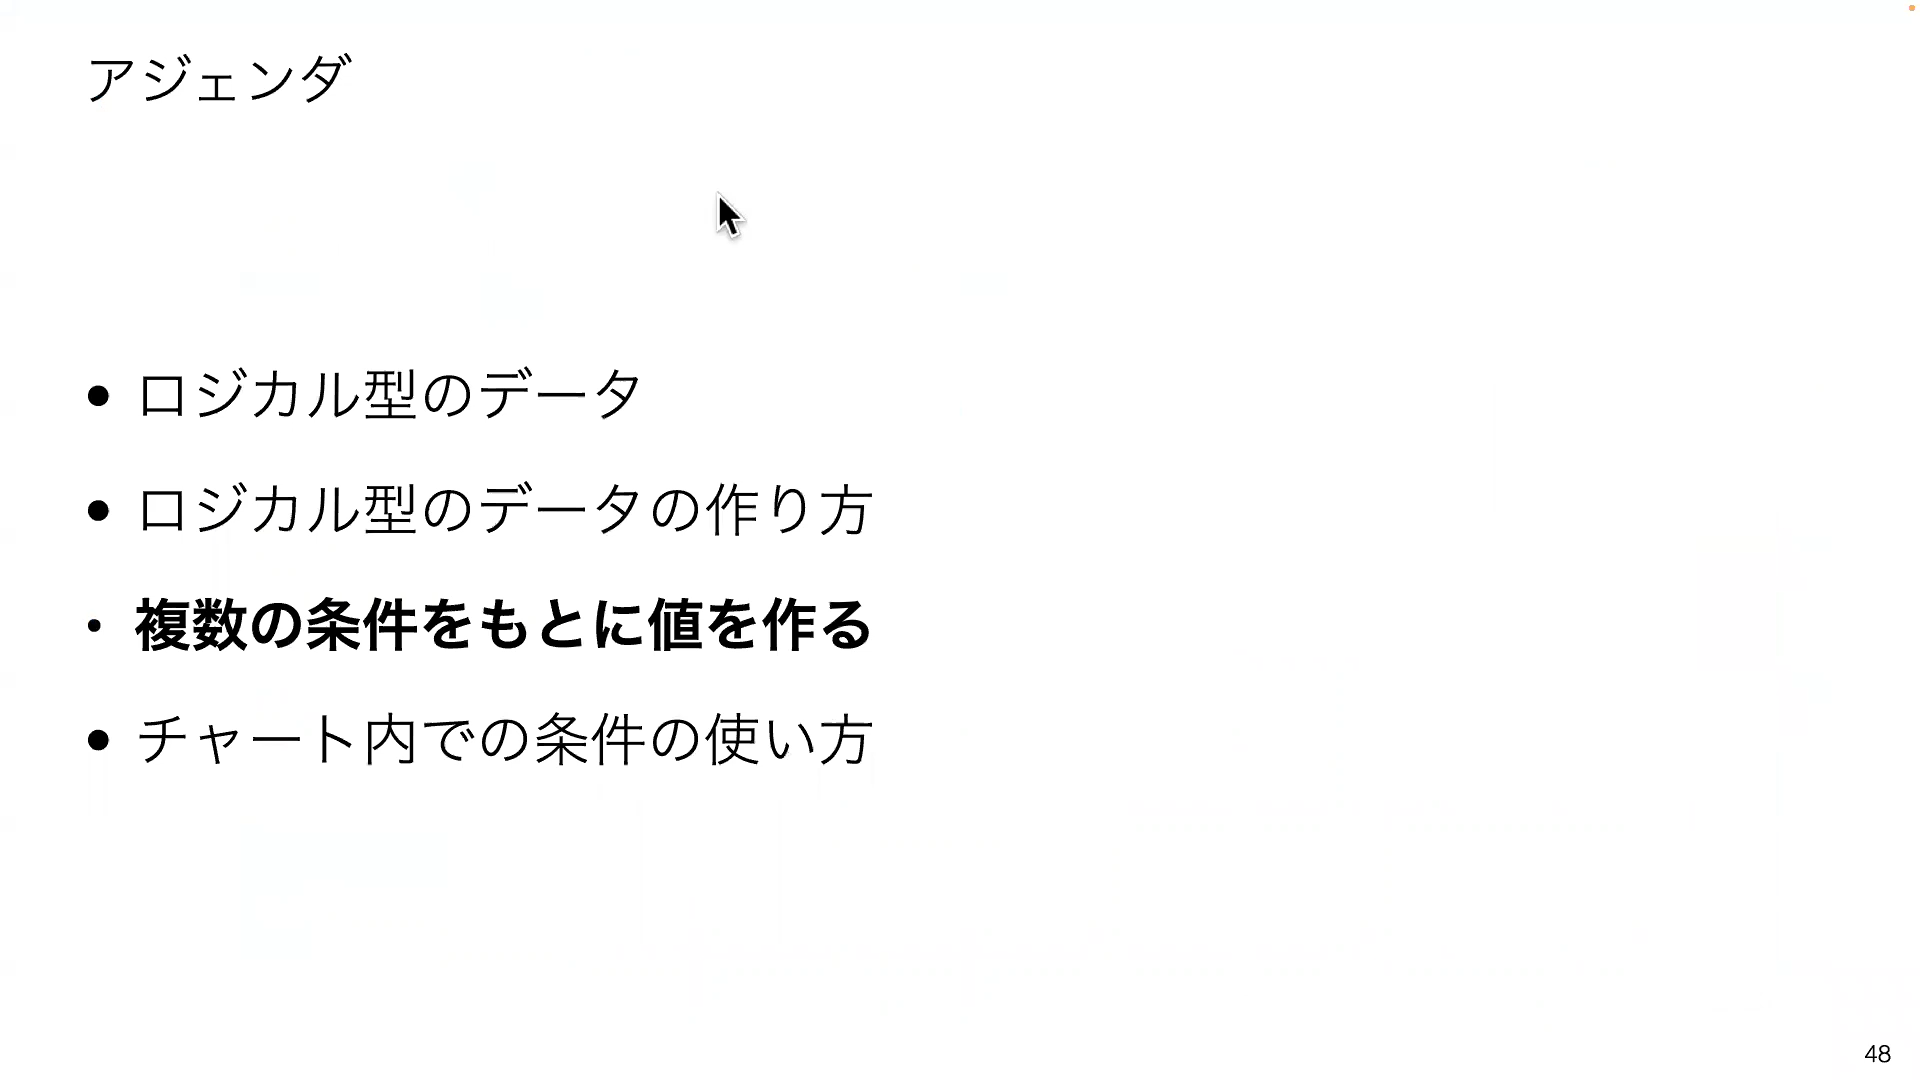 アジェンダ
• ロジカル型のデータ
• ロジカル型のデータの作り方
• 複数の条件をもとに値を作る
• チャート内での条件の使い方
48